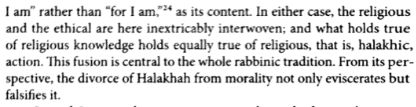 I am” rather than “for I am,”24 as its content. In either case, the religious
and the ethical are here inextricably interwoven; and what holds true
of religious knowledge holds equally true of religious, that is, halakhic,
action. This fusion is central to the whole rabbinic tradition. From its per-
spective, the divorce of Halakhah from morality not only eviscerates but
falsifies it.